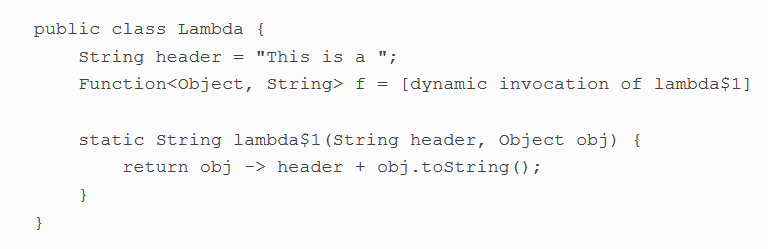 public class Lambda {
    String header = "This is a ";
    Function<Object, String> f = [dynamic invocation of lambda$1]
    static String lambda$1(String header, Object obj) {
        return obj -> header + obj.toString();
    }
}